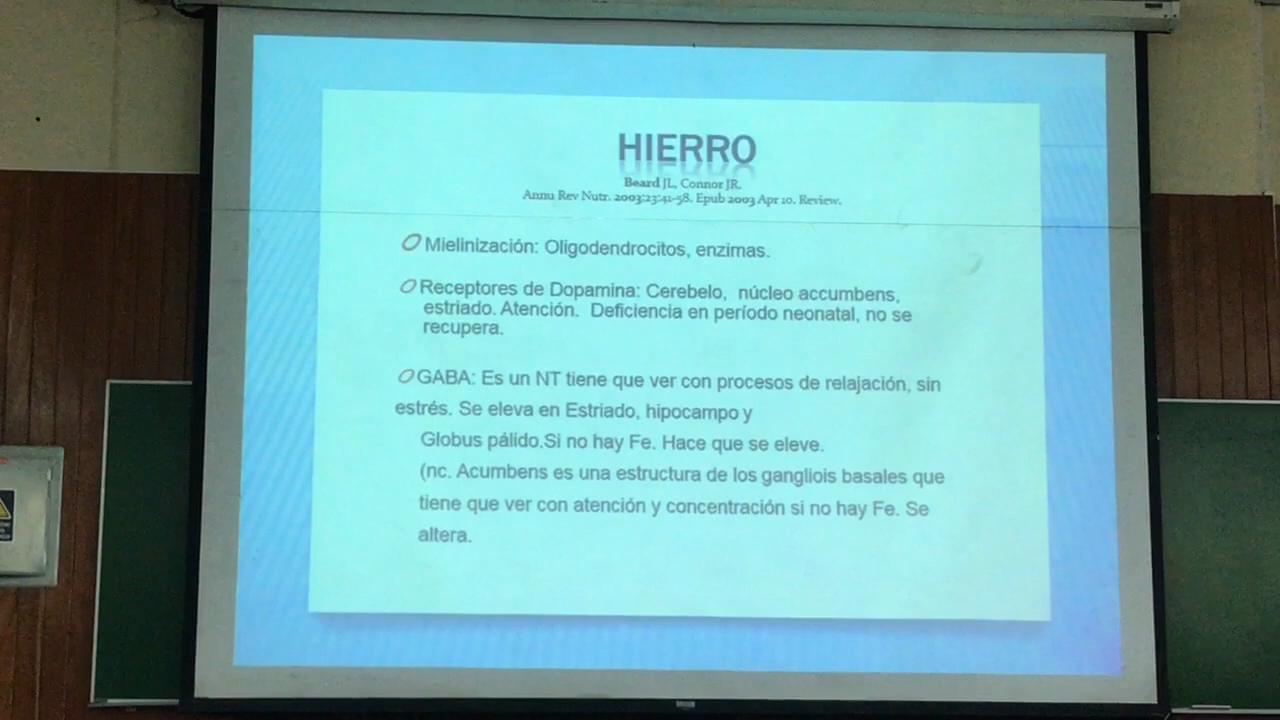 HIERRO
Beard JL, Connor JR.
Annu Rev Nutr. 2003;23:41-58. Epub 2003 Apr 10. Review.
Mielinización: Oligodendrocitos, enzimas.
Receptores de Dopamina: Cerebelo, núcleo accumbens,
estriado. Atención. Deficiencia en período neonatal, no se
recupera.
GABA: Es un NT tiene que ver con procesos de relajación, sin
estrés. Se eleva en Estriado, hipocampo y
Globus pálido.Si no hay Fe. Hace que se eleve.
(nc. Acumbens es una estructura de los gangliois basales que
tiene que ver con atención y concentración si no hay Fe. Se
altera.